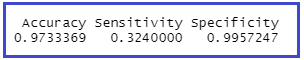 Accuracy Sensitivity Specificity
0.9733369 0.3240000 0.9957247